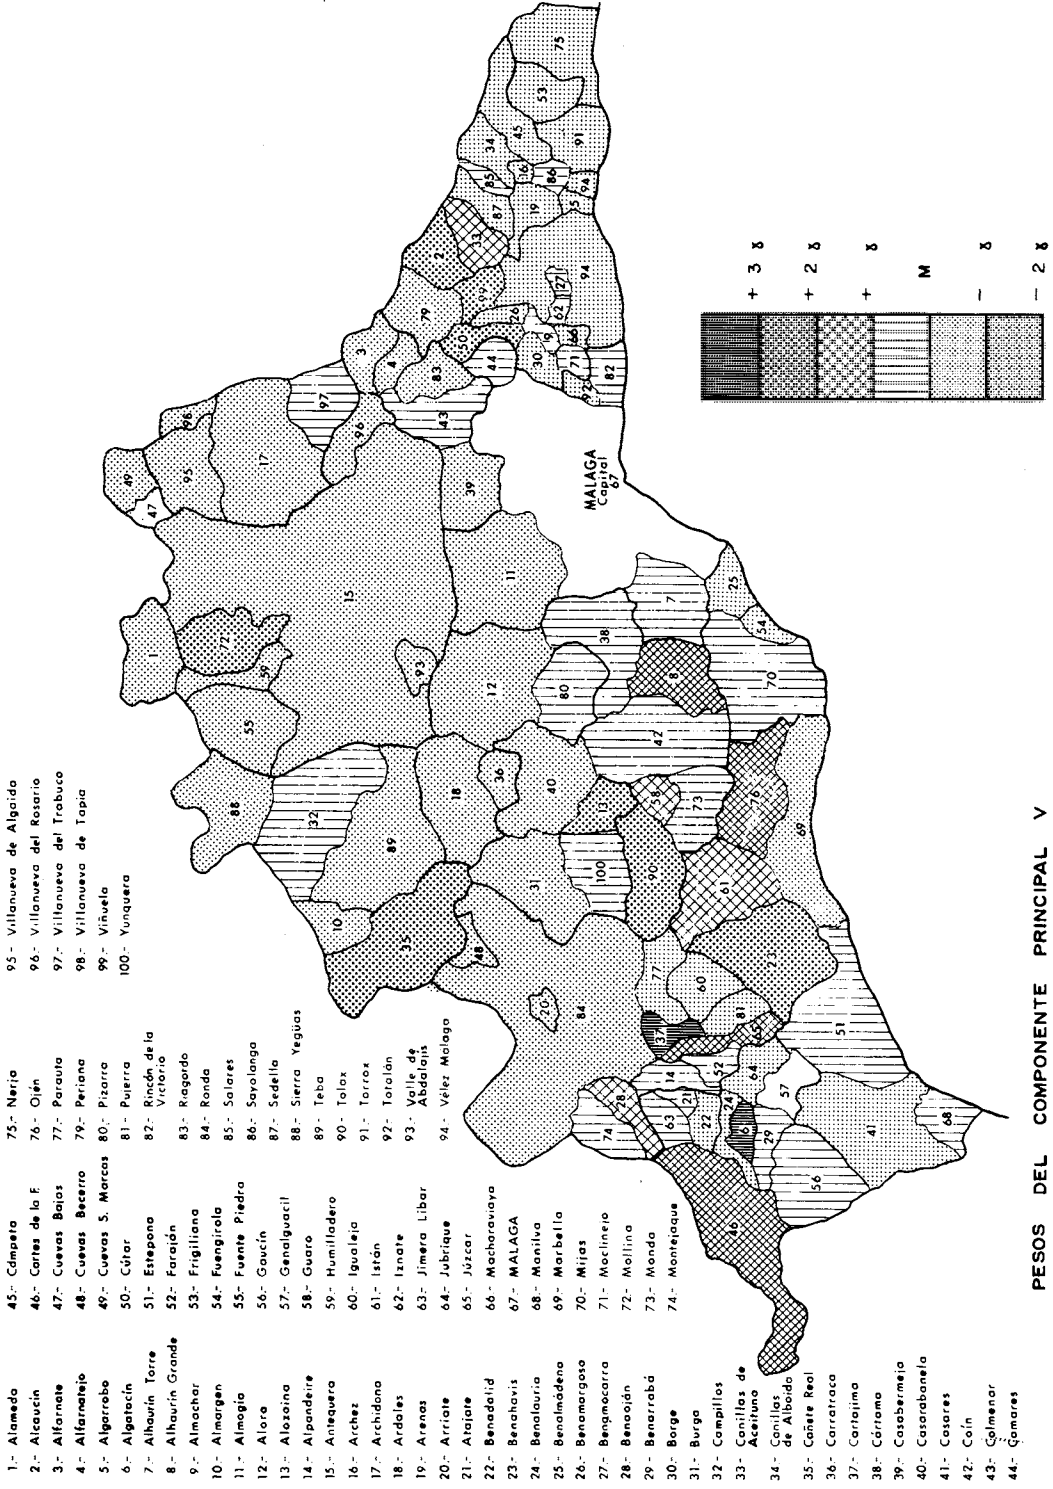 1.- Alameda
2.- Alcaucín
3.- Alfarnate
4.- Alfarnatejo
5.- Algarrobo
6.- Algatocín
7.- Alhaurín Torre
8.- Alhaurín Grande
9.- Almachar
10.- Almargen
11.- Almogía
12.- Alora
13.- Alozaina
14.- Alpandeire
15.- Antequera
16.- Archez
17.- Archidona
18.- Ardales
19.- Arenas
20.- Arriate
21.- Atajate
22.- Benadalid
23.- Benahavis
24.- Benalauria
25.- Benalmádena
26.- Benamargosa
27.- Benamocarra
28.- Benaoján
29.- Benarrabá
30.- Borge
31.- Burgo
32.- Campillos
33.- Canillas de
Aceituno
34.- Canillas
de Albaida
35.- Cañete Real
36.- Carratraca
37.- Cartajima
38.- Cártama
39.- Casabermeja
40.- Casarabonela
41.- Casares
42.- Coín
43.- Colmenar
44.- Comares
45.- Cómpeta
46.- Cortes de la F.
47.- Cuevas Bajas
48.- Cuevas Becerro
49.- Cuevas S. Marcos
50.- Cútar
51.- Estepona
52.- Faraján
53.- Frigiliana
54.- Fuengirola
55.- Fuente Piedra
56.- Gaucín
57.- Genalguacil
58.- Guaro
59.- Humilladero
60.- Igualeja
61.- Istán
62.- Iznate
63.- Jimera Libar
64.- Jubrique
65.- Júzcar
66.- Macharaviaya
67.- MALAGA
68.- Manilva
69.- Marbella
70.- Mijas
71.- Moclinejo
72.- Mollina
73.- Monda
74.- Montejaque
75.- Nerja
76.- Ojén
77.- Parauta
79.- Periana
80.- Pizarra
81.- Pujerra
82.- Rincón de la
Victoria
83.- Riogordo
84.- Ronda
85.- Salares
86.- Sayalonga
87.- Sedella
88.- Sierra Yegüas
89.- Teba
90.- Tolox
91.- Torrox
92.- Totalán
93.- Valle de
Abdalajis
94.- Vélez Malaga
95.- Villanueva de Algaida
96.- Villanueva del Rosario
97.- Villanueva del Trabuco
98.- Villanueva de Tapia
99.- Viñuela
100.- Yunquera
MALAGA
Capital
67
+ 3 ४
+ 2 ४
+ ४
M
- ४
- 2 ४
PESOS DEL COMPONENTE PRINCIPAL V